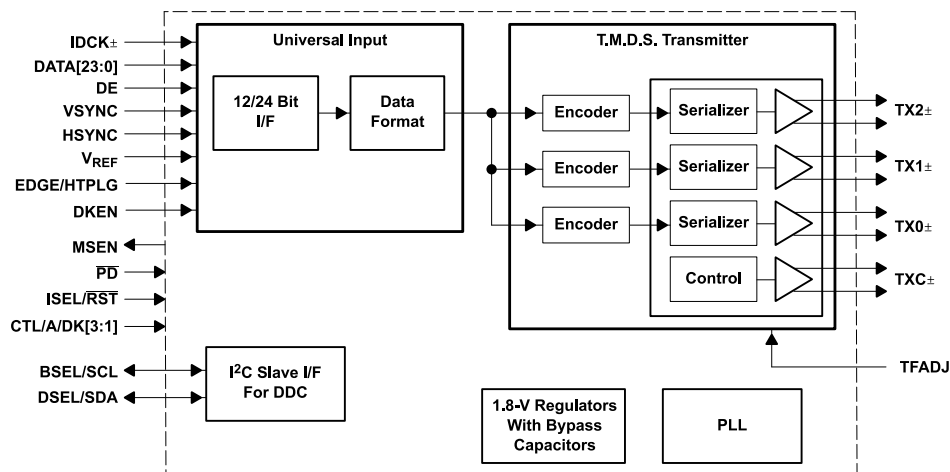 Universal Input
T.M.D.S. Transmitter
IDCK±
DATA[23:0]
DE
VSYNC
HSYNC
VREF
EDGE/HTPLG
DKEN
MSEN
PD
ISEL/RST
CTL/A/DK[3:1]
BSEL/SCL
DSEL/SDA
12/24 Bit
I/F
Data
Format
Encoder
Serializer
TX2±
Encoder
Serializer
TX1±
Encoder
Serializer
TX0±
Control
TXC±
TFADJ
I2C Slave I/F
For DDC
1.8-V Regulators
With Bypass
Capacitors
PLL